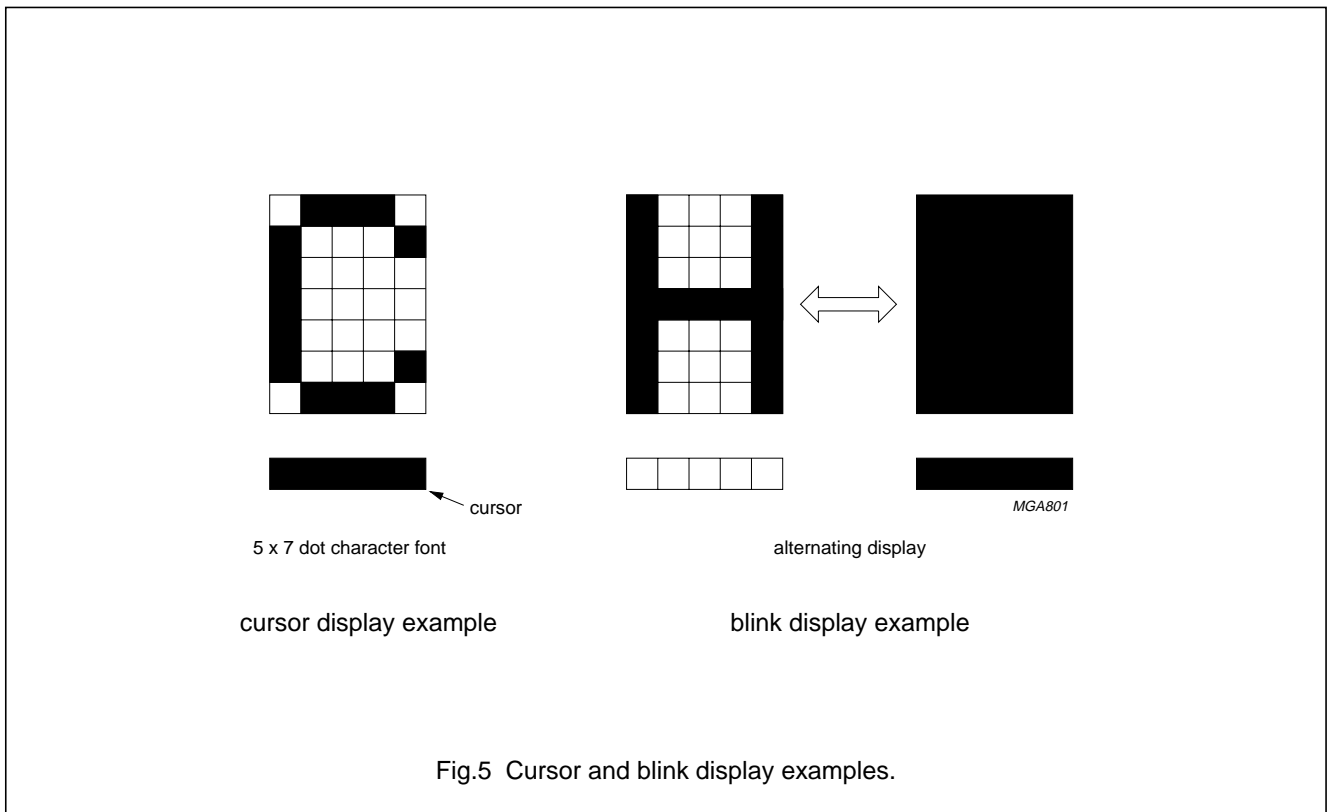 cursor
MGA801
5 x 7 dot character font
alternating display
cursor display example
blink display example
Fig.5 Cursor and blink display examples.